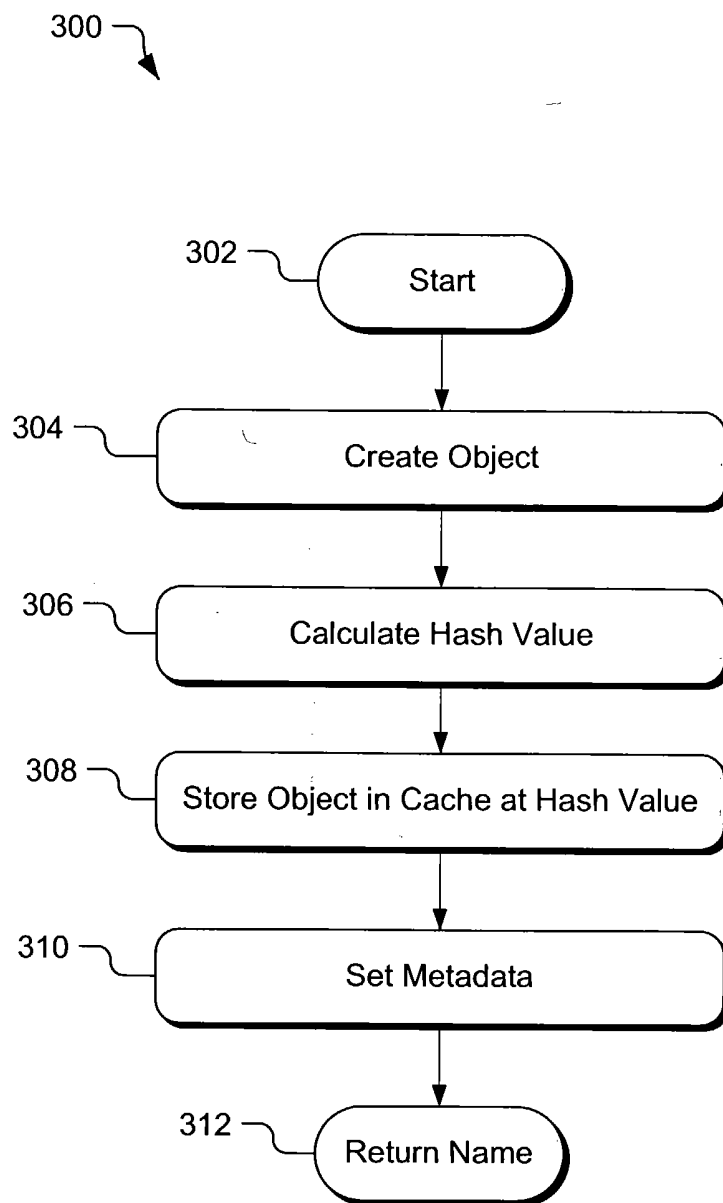 300
302
Start
304
Create Object
306
Calculate Hash Value
308
Store Object in Cache at Hash Value
310
Set Metadata
312
Return Name